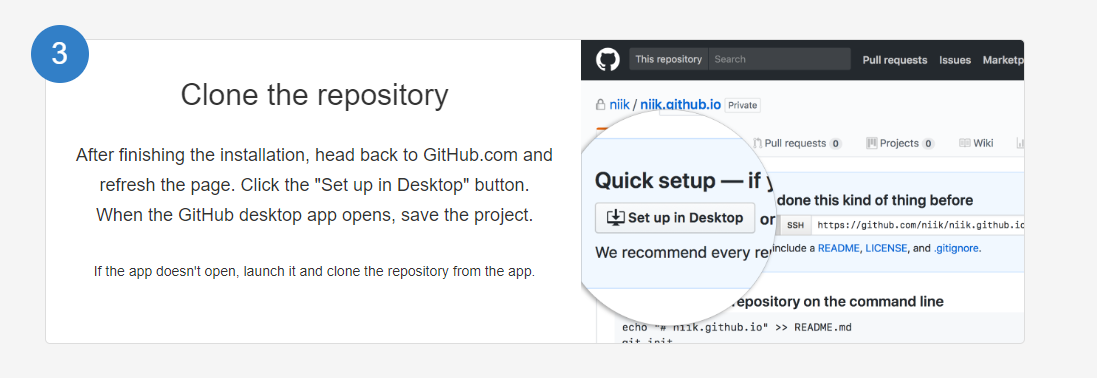 3
Clone the repository
After finishing the installation, head back to GitHub.com and
refresh the page. Click the "Set up in Desktop" button.
When the GitHub desktop app opens, save the project.
If the app doesn't open, launch it and clone the repository from the app.
This repository Search Pull requests Issues Marketp
niik / niik.github.io Private
Pull requests 0 Projects 0 Wiki
Quick setup — if y
done this kind of thing before
Set up in Desktop or SSH https://github.com/niik/niik.github.io
We recommend every re include a README, LICENSE, and .gitignore.
repository on the command line
echo "# niik.github.io" >> README.md
git init